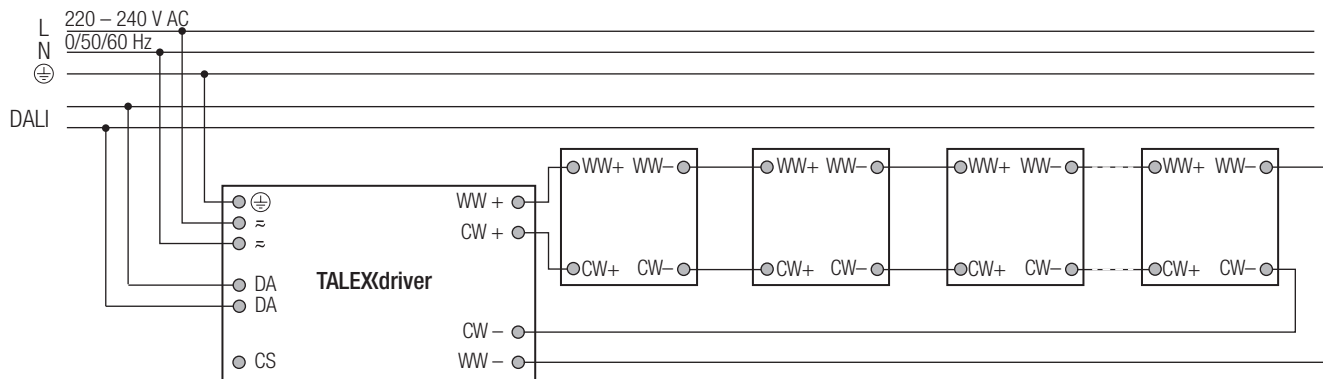 220 – 240 V AC
L
0/50/60 Hz
N
DALI
WW+ WW– WW+ WW– WW+ WW– WW+ WW–
WW +
≂
CW +
≂
CW+ CW– CW+ CW– CW+ CW– CW+ CW–
DA TALEXXdriver
DA
CW –
CS WW –